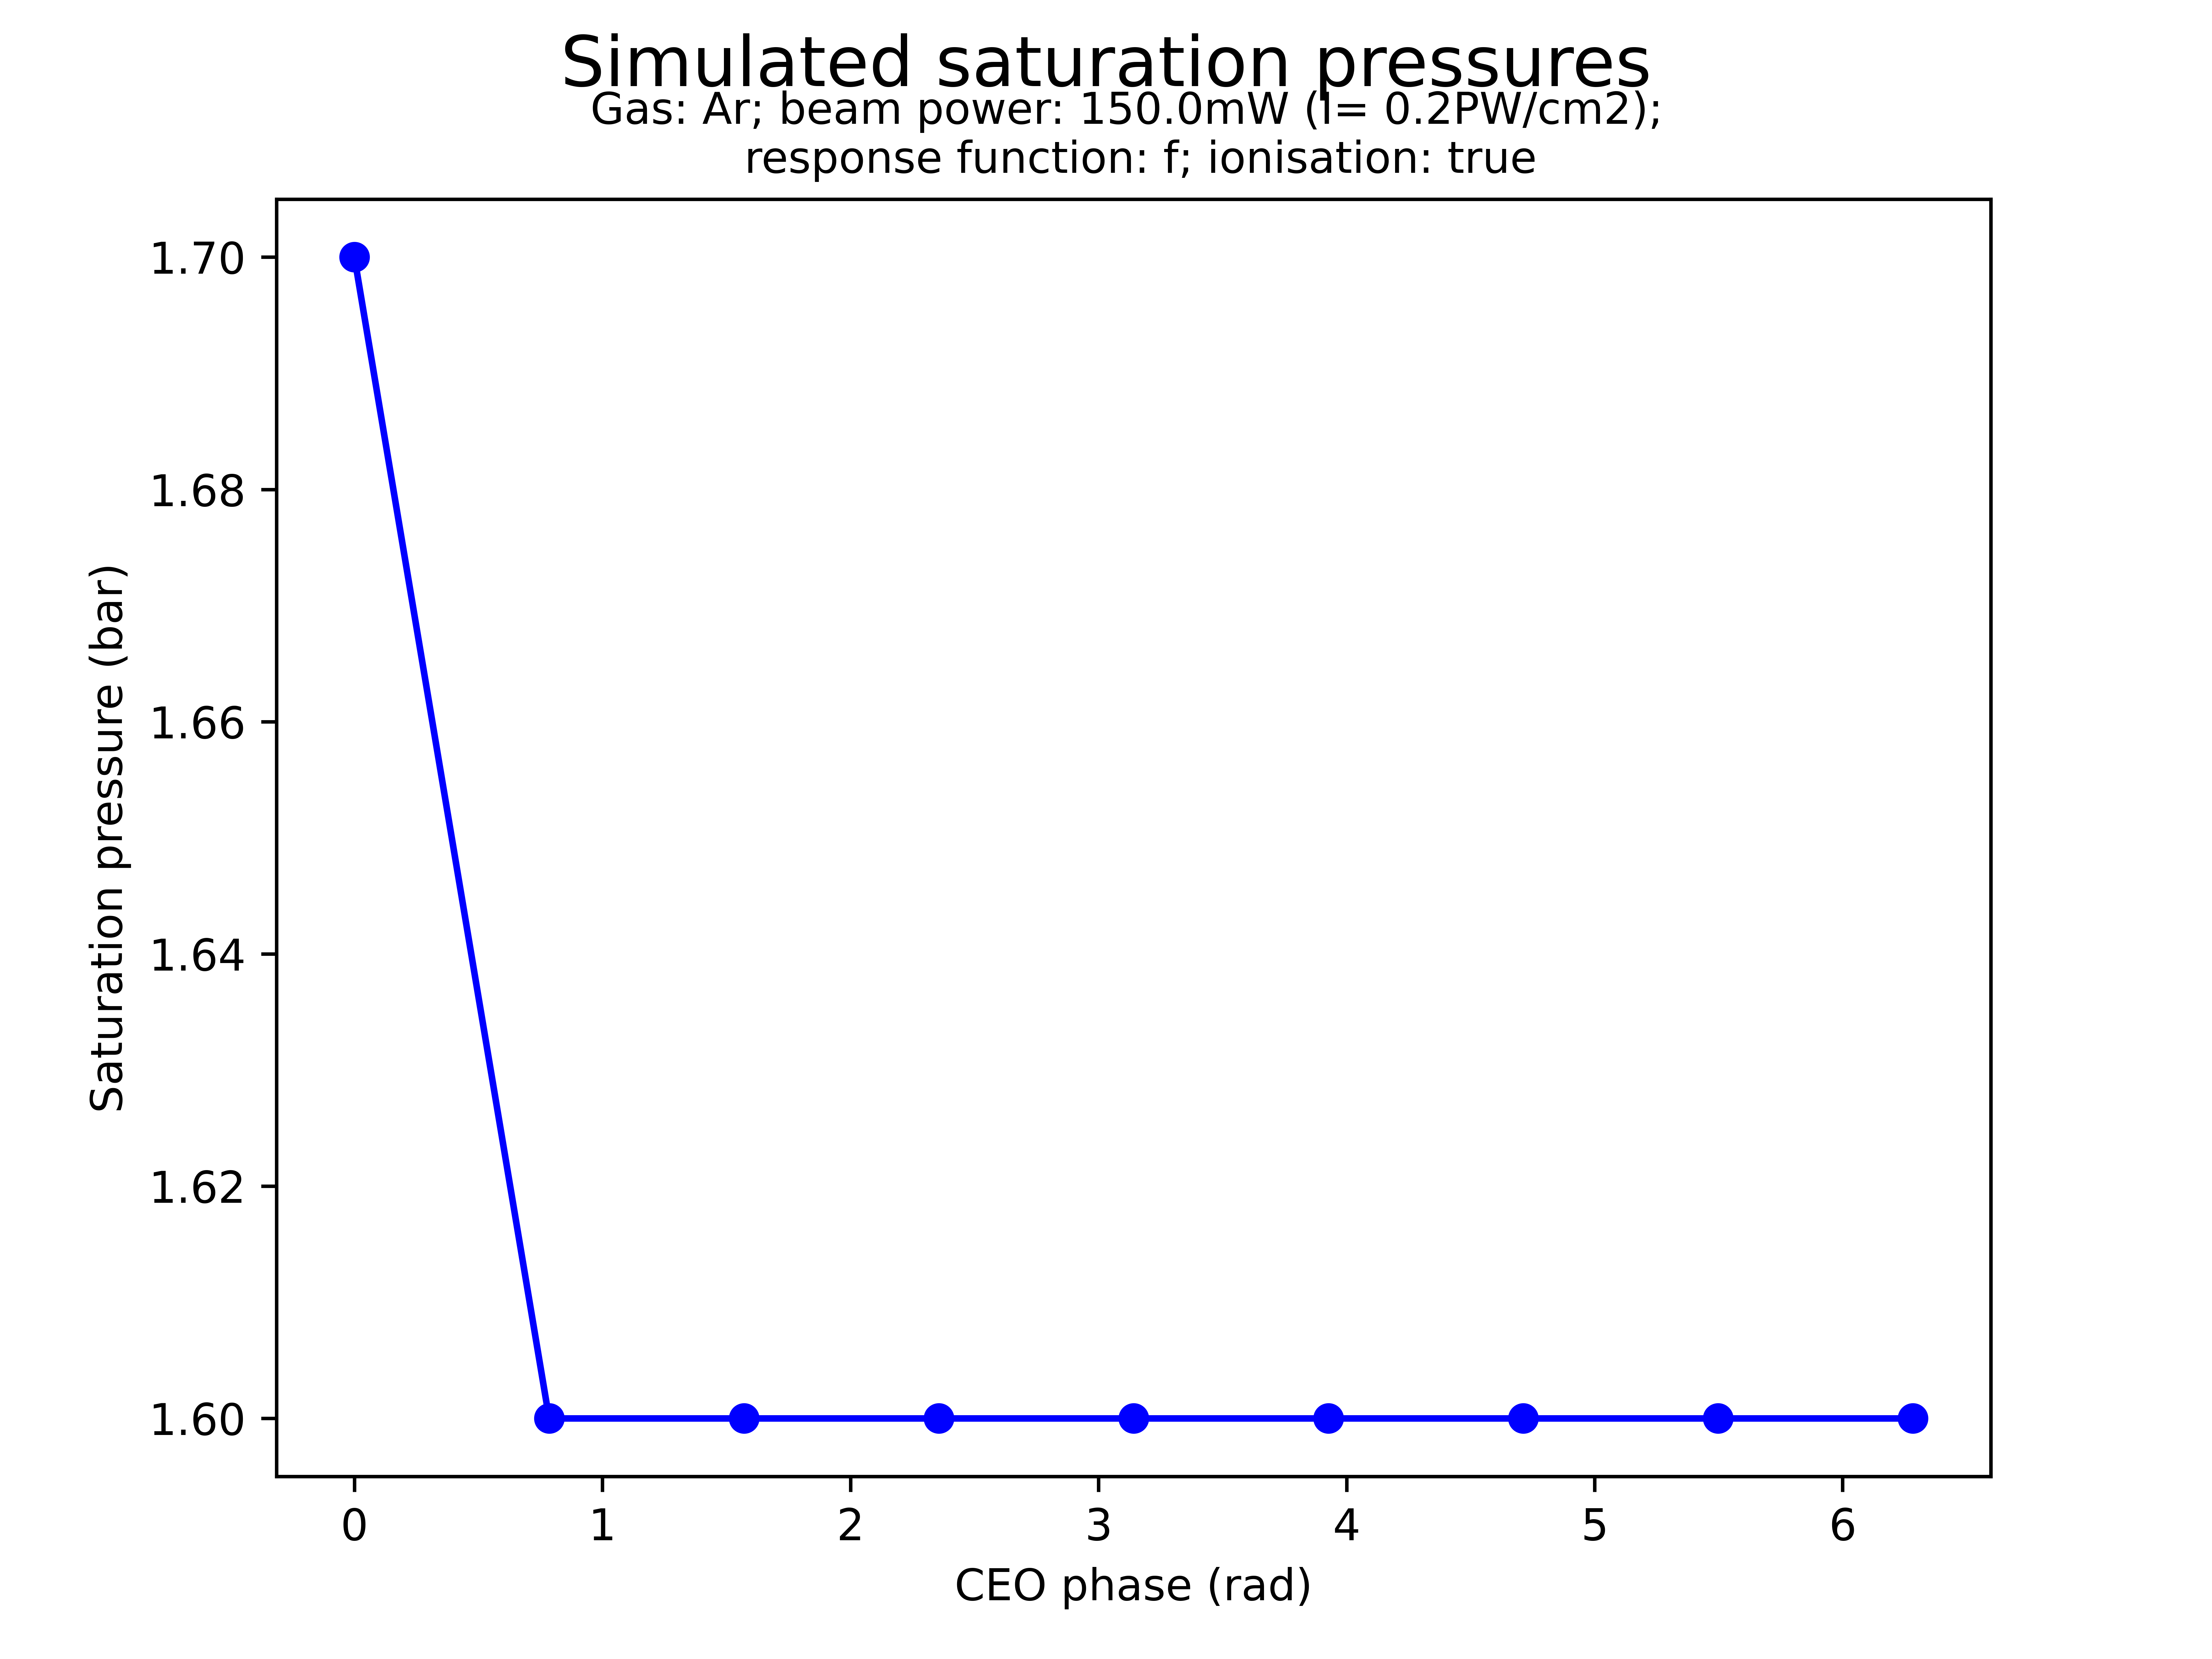 Simulated saturation pressures
Gas: Ar; beam power: 150.0mW (I= 0.2PW/cm2);
response function: f; ionisation: true
1.70
1.68
1.66
1.64
1.62
1.60
Saturation pressure (bar)
0 1 2 3 4 5 6
CEO phase (rad)